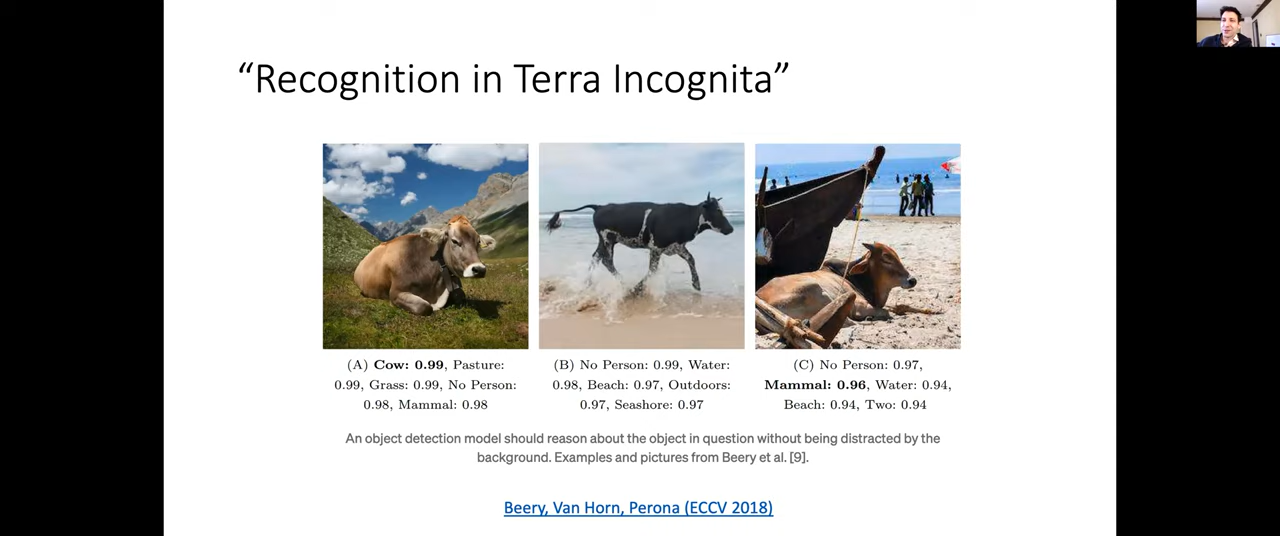 “Recognition in Terra Incognita”
(A) Cow: 0.99, Pasture:
0.99, Grass: 0.99, No Person:
0.98, Mammal: 0.98
(B) No Person: 0.99, Water:
0.98, Beach: 0.97, Outdoors:
0.97, Seashore: 0.97
(C) No Person: 0.97,
Mammal: 0.96, Water: 0.94,
Beach: 0.94, Two: 0.94
An object detection model should reason about the object in question without being distracted by the
background. Examples and pictures from Beery et al. [9].
Beery, Van Horn, Perona (ECCV 2018)